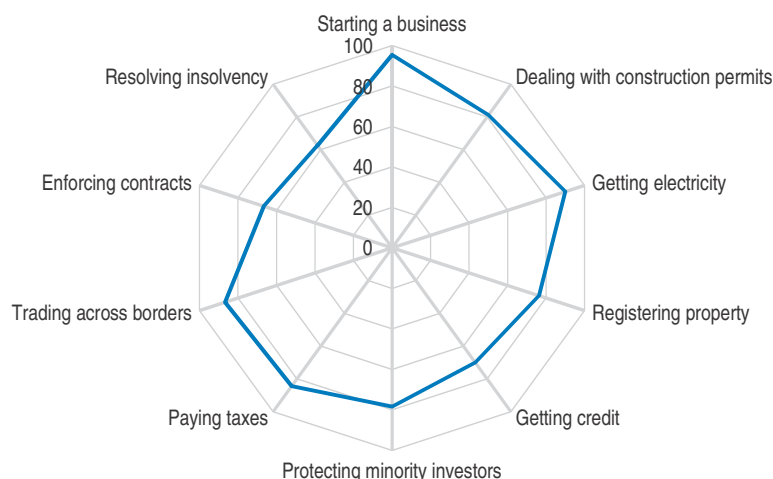 Starting a business
100
Resolving insolvency
Dealing with construction permits
80
60
Enforcing contracts
Getting electricity
40
20
0
Trading across borders
Registering property
Paying taxes
Getting credit
Protecting minority investors